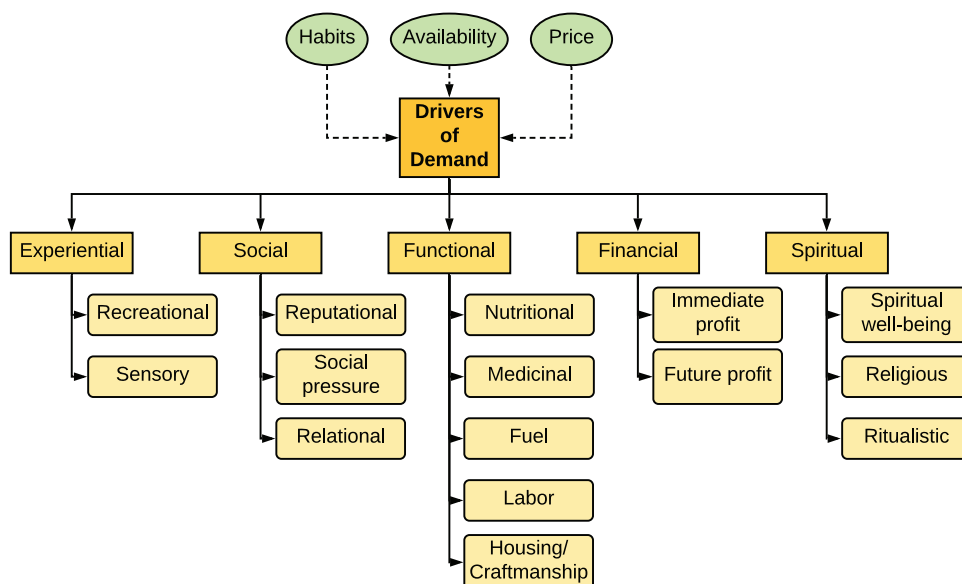 Habits
Availability
Price
Drivers
of
Demand
Experiential
Social
Functional
Financial
Spiritual
Recreational
Sensory
Reputational
Social
pressure
Relational
Nutritional
Medicinal
Fuel
Labor
Housing/
Craftmanship
Immediate
profit
Future profit
Spiritual
well-being
Religious
Ritualistic